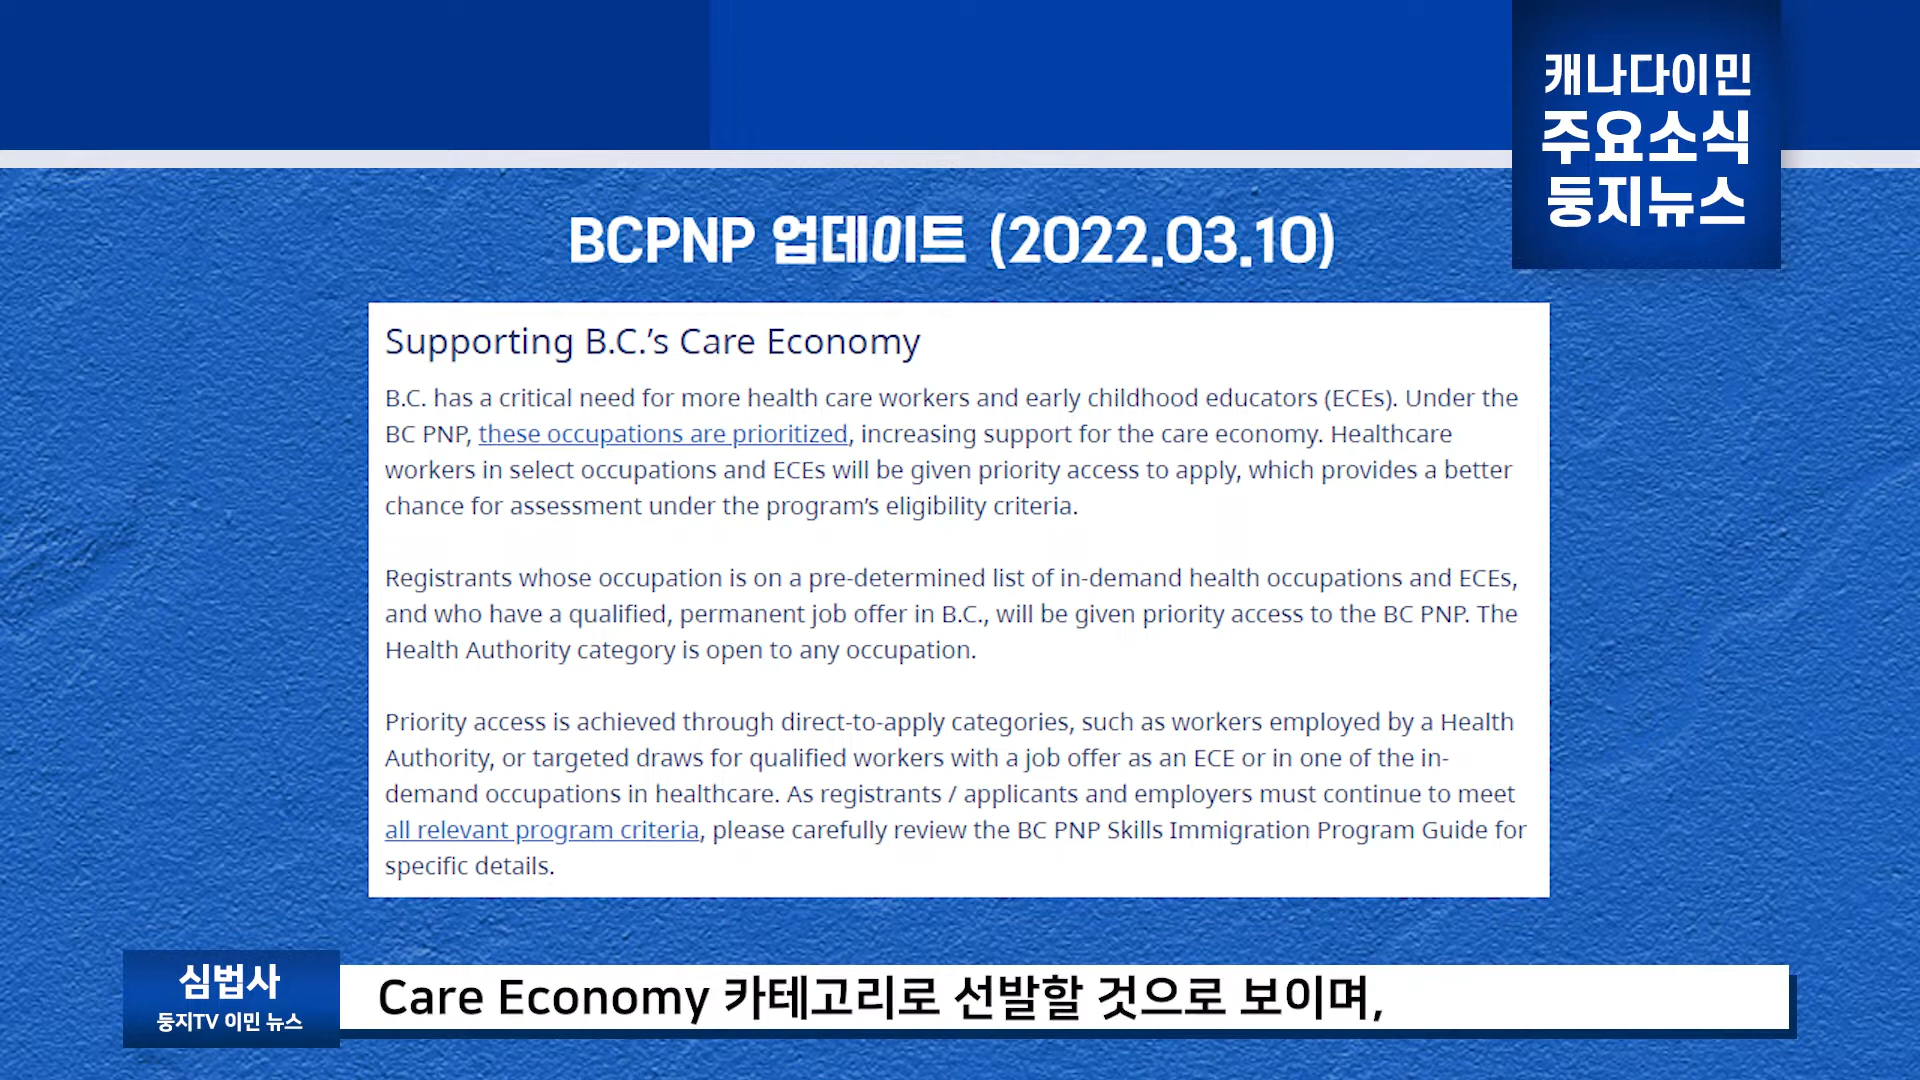 캐나다이민
주요소식
둥지뉴스
BCPNP 업데이트 (2022.03.10)
Supporting B.C.’s Care Economy
B.C. has a critical need for more health care workers and early childhood educators (ECEs). Under the
BC PNP, these occupations are prioritized, increasing support for the care economy. Healthcare
workers in select occupations and ECEs will be given priority access to apply, which provides a better
chance for assessment under the program’s eligibility criteria.
Registrants whose occupation is on a pre-determined list of in-demand health occupations and ECEs,
and who have a qualified, permanent job offer in B.C., will be given priority access to the BC PNP. The
Health Authority category is open to any occupation.
Priority access is achieved through direct-to-apply categories, such as workers employed by a Health
Authority, or targeted draws for qualified workers with a job offer as an ECE or in one of the in-
demand occupations in healthcare. As registrants / applicants and employers must continue to meet
all relevant program criteria, please carefully review the BC PNP Skills Immigration Program Guide for
specific details.
심법사
둥지TV 이민 뉴스
Care Economy 카테고리로 선발할 것으로 보이며,